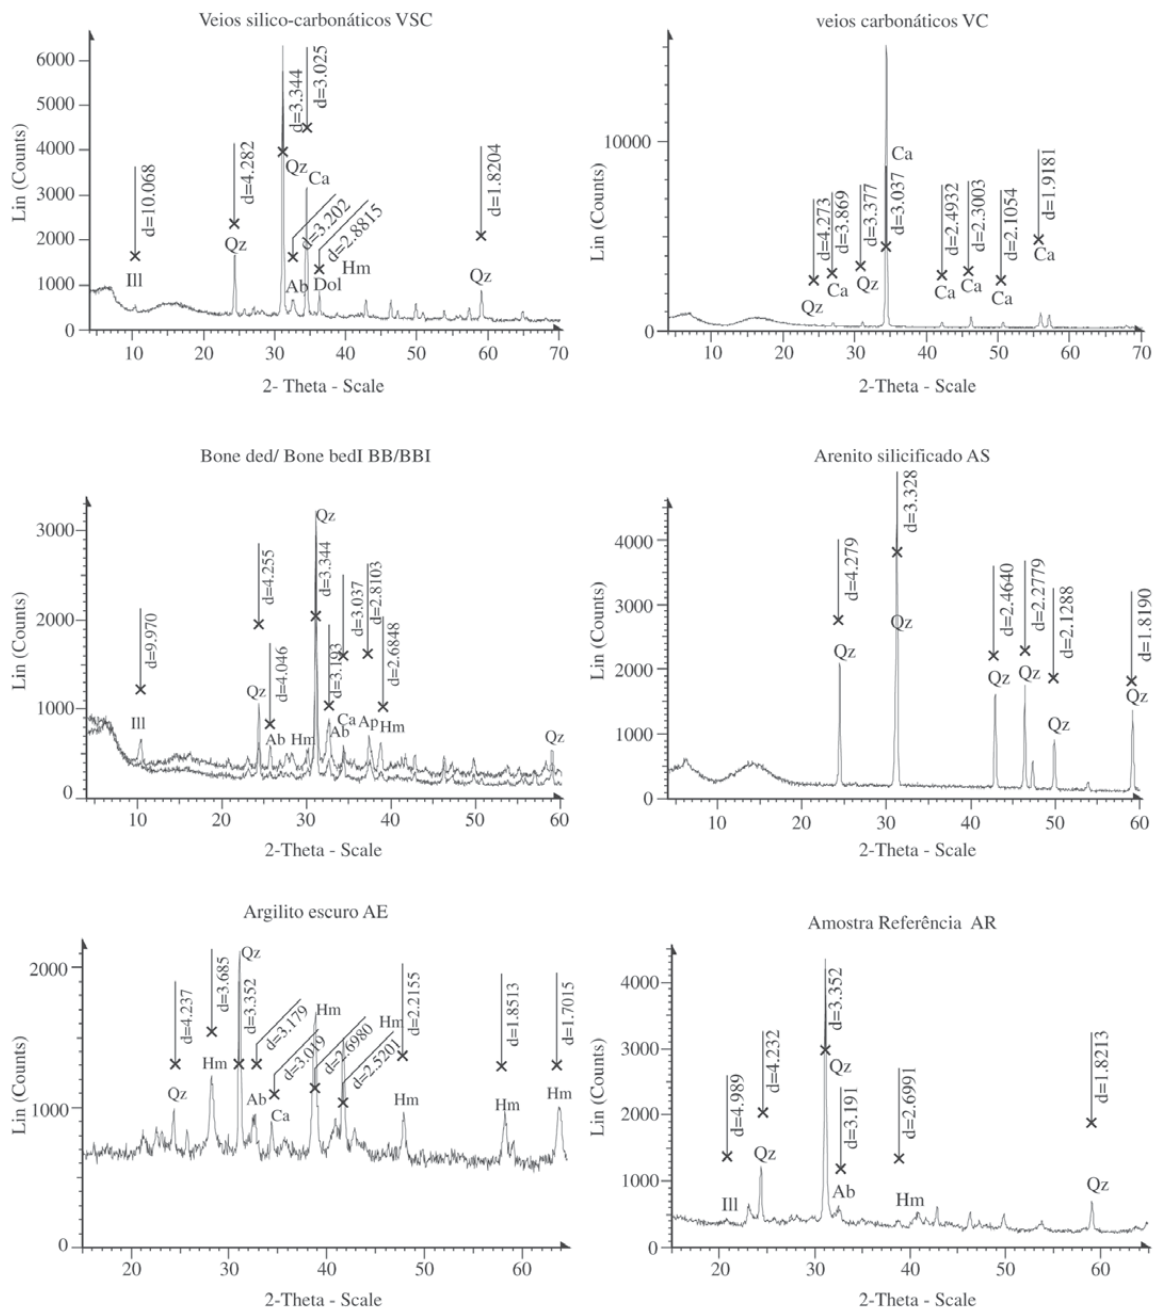 Veios silico-carbonáticos VSC
Lin (Counts)
6000
5000
4000
3000
2000
1000
0
10 20 30 40 50 60 70
2- Theta - Scale
d=10.068
Ill
d=4.282
Qz
d=3.344
Qz
d=3.025
Ca
d=3.202
Ab
d=2.8815
Dol
Hm
d=1.8204
Qz
veios carbonáticos VC
Lin (Counts)
10000
0
10 20 30 40 50 60 70
2-Theta - Scale
d=4.273
Qz
d=3.869
Ca
d=3.377
Qz
d=3.037
Ca
d=2.4932
Ca
d=2.3003
Ca
d=2.1054
Ca
d=1.9181
Ca
Bone ded/ Bone bedI BB/BBI
Lin (Counts)
3000
2000
1000
0
10 20 30 40 50 60
2-Theta - Scale
d=9.970
Ill
d=4.255
Qz
d=4.046
Ab
Hm
d=3.344
Qz
d=3.193
Ab
d=3.037
Ca
d=2.8103
Ap
d=2.6848
Hm
Qz
Arenito silicificado AS
Lin (Counts)
4000
3000
2000
1000
0
10 20 30 40 50 60
2-Theta - Scale
d=4.279
Qz
d=3.328
Qz
d=2.4640
Qz
d=2.2779
Qz
d=2.1288
Qz
d=1.8190
Qz
Argilito escuro AE
Lin (Counts)
2000
1000
0
20 30 40 50 60
2-Theta - Scale
d=4.237
Qz
d=3.685
Hm
d=3.352
Qz
d=3.179
Ab
d=3.019
Ca
d=2.6980
Hm
d=2.5201
Hm
d=2.2155
Hm
d=1.8513
Hm
d=1.7015
Hm
Amostra Referência AR
Lin (Counts)
4000
3000
2000
1000
0
20 30 40 50 60
2-Theta - Scale
d=4.989
Ill
d=4.232
Qz
d=3.352
Qz
d=3.191
Ab
d=2.6991
Hm
d=1.8213
Qz